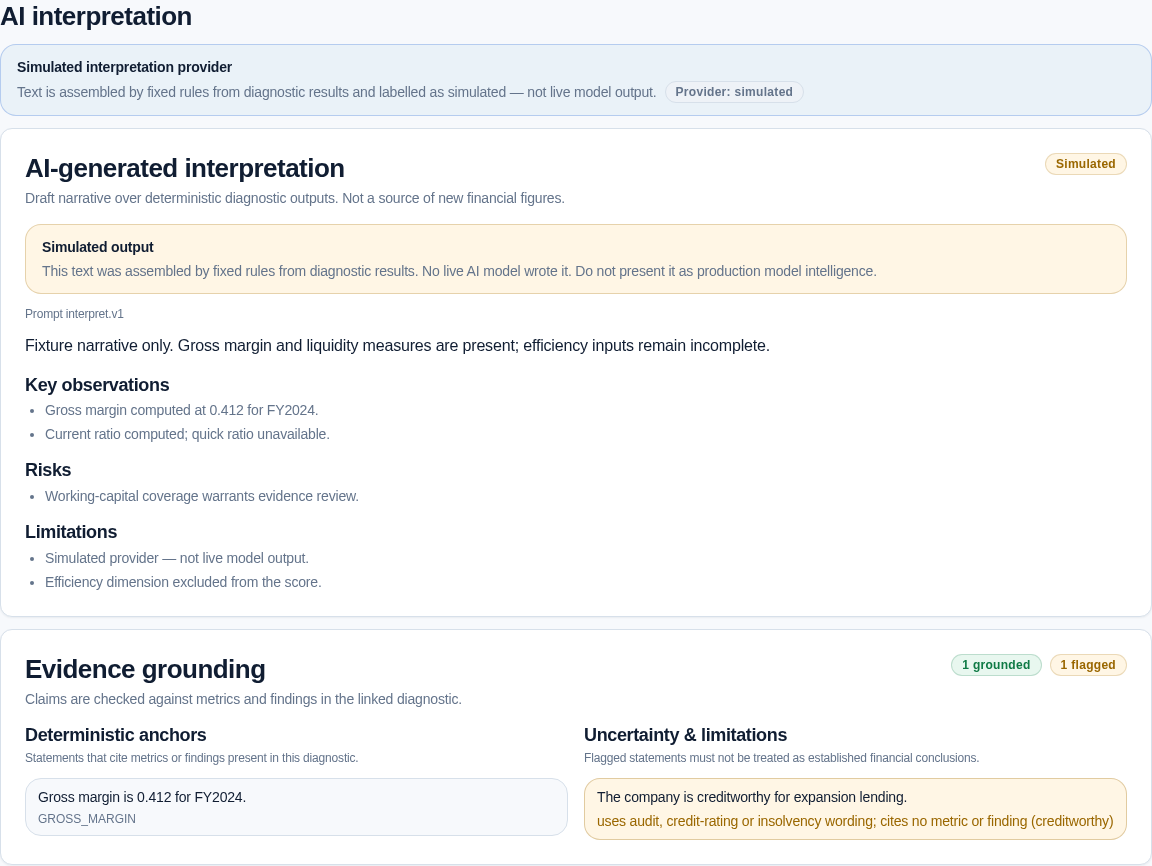 AI interpretation
Simulated interpretation provider
Text is assembled by fixed rules from diagnostic results and labelled as simulated — not live model output. Provider: simulated
AI-generated interpretation
Simulated
Draft narrative over deterministic diagnostic outputs. Not a source of new financial figures.
Simulated output
This text was assembled by fixed rules from diagnostic results. No live AI model wrote it. Do not present it as production model intelligence.
Prompt interpret.v1
Fixture narrative only. Gross margin and liquidity measures are present; efficiency inputs remain incomplete.
Key observations
• Gross margin computed at 0.412 for FY2024.
• Current ratio computed; quick ratio unavailable.
Risks
• Working-capital coverage warrants evidence review.
Limitations
• Simulated provider — not live model output.
• Efficiency dimension excluded from the score.
Evidence grounding
1 grounded 1 flagged
Claims are checked against metrics and findings in the linked diagnostic.
Deterministic anchors
Statements that cite metrics or findings present in this diagnostic.
Gross margin is 0.412 for FY2024.
GROSS_MARGIN
Uncertainty & limitations
Flagged statements must not be treated as established financial conclusions.
The company is creditworthy for expansion lending.
uses audit, credit-rating or insolvency wording; cites no metric or finding (creditworthy)